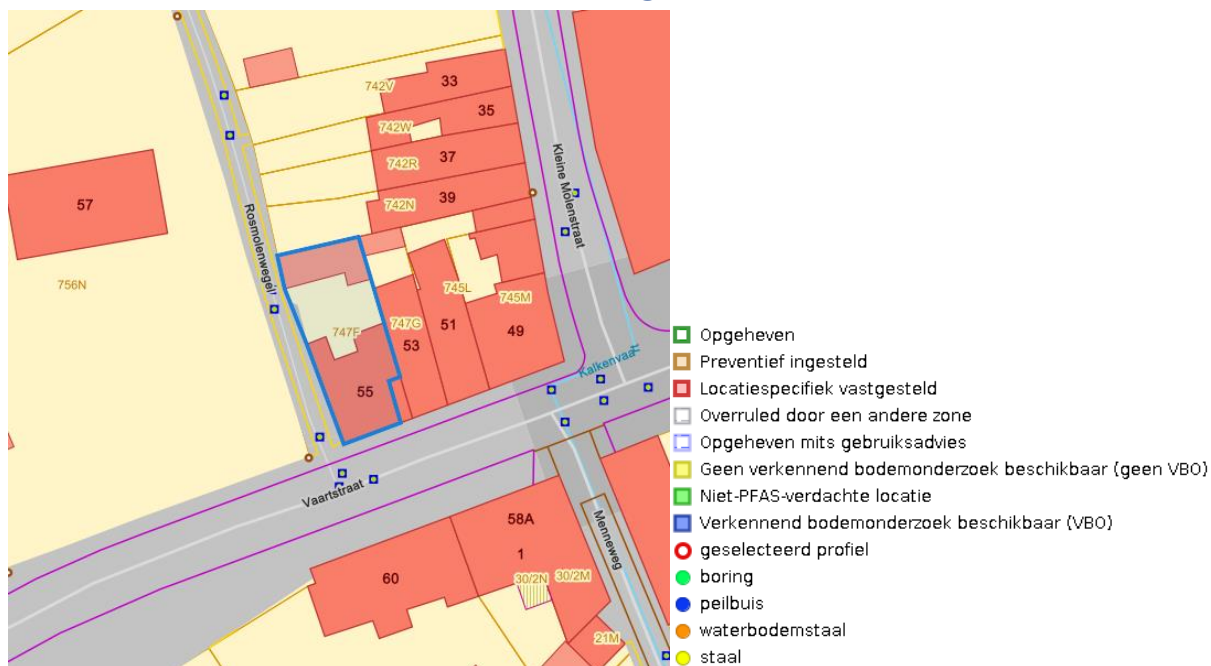 742V
33
35
742W
37
742R
39
742N
Kleine Molenstraat
57
Rosmolenwegel
756N
745L
745M
747F
747G
51
53
49
55
Kalkenvaart
Vaartstraat
58A
1
Menneweg
60
30/2N
30/2M
21M
Opgeheven
Preventief ingesteld
Locatiespecifiek vastgesteld
Overruled door een andere zone
Opgeheven mits gebruiksadvies
Geen verkennend bodemonderzoek beschikbaar (geen VBO)
Niet-PFAS-verdachte locatie
Verkennend bodemonderzoek beschikbaar (VBO)
geselecteerd profiel
boring
peilbuis
waterbodemstaal
staal